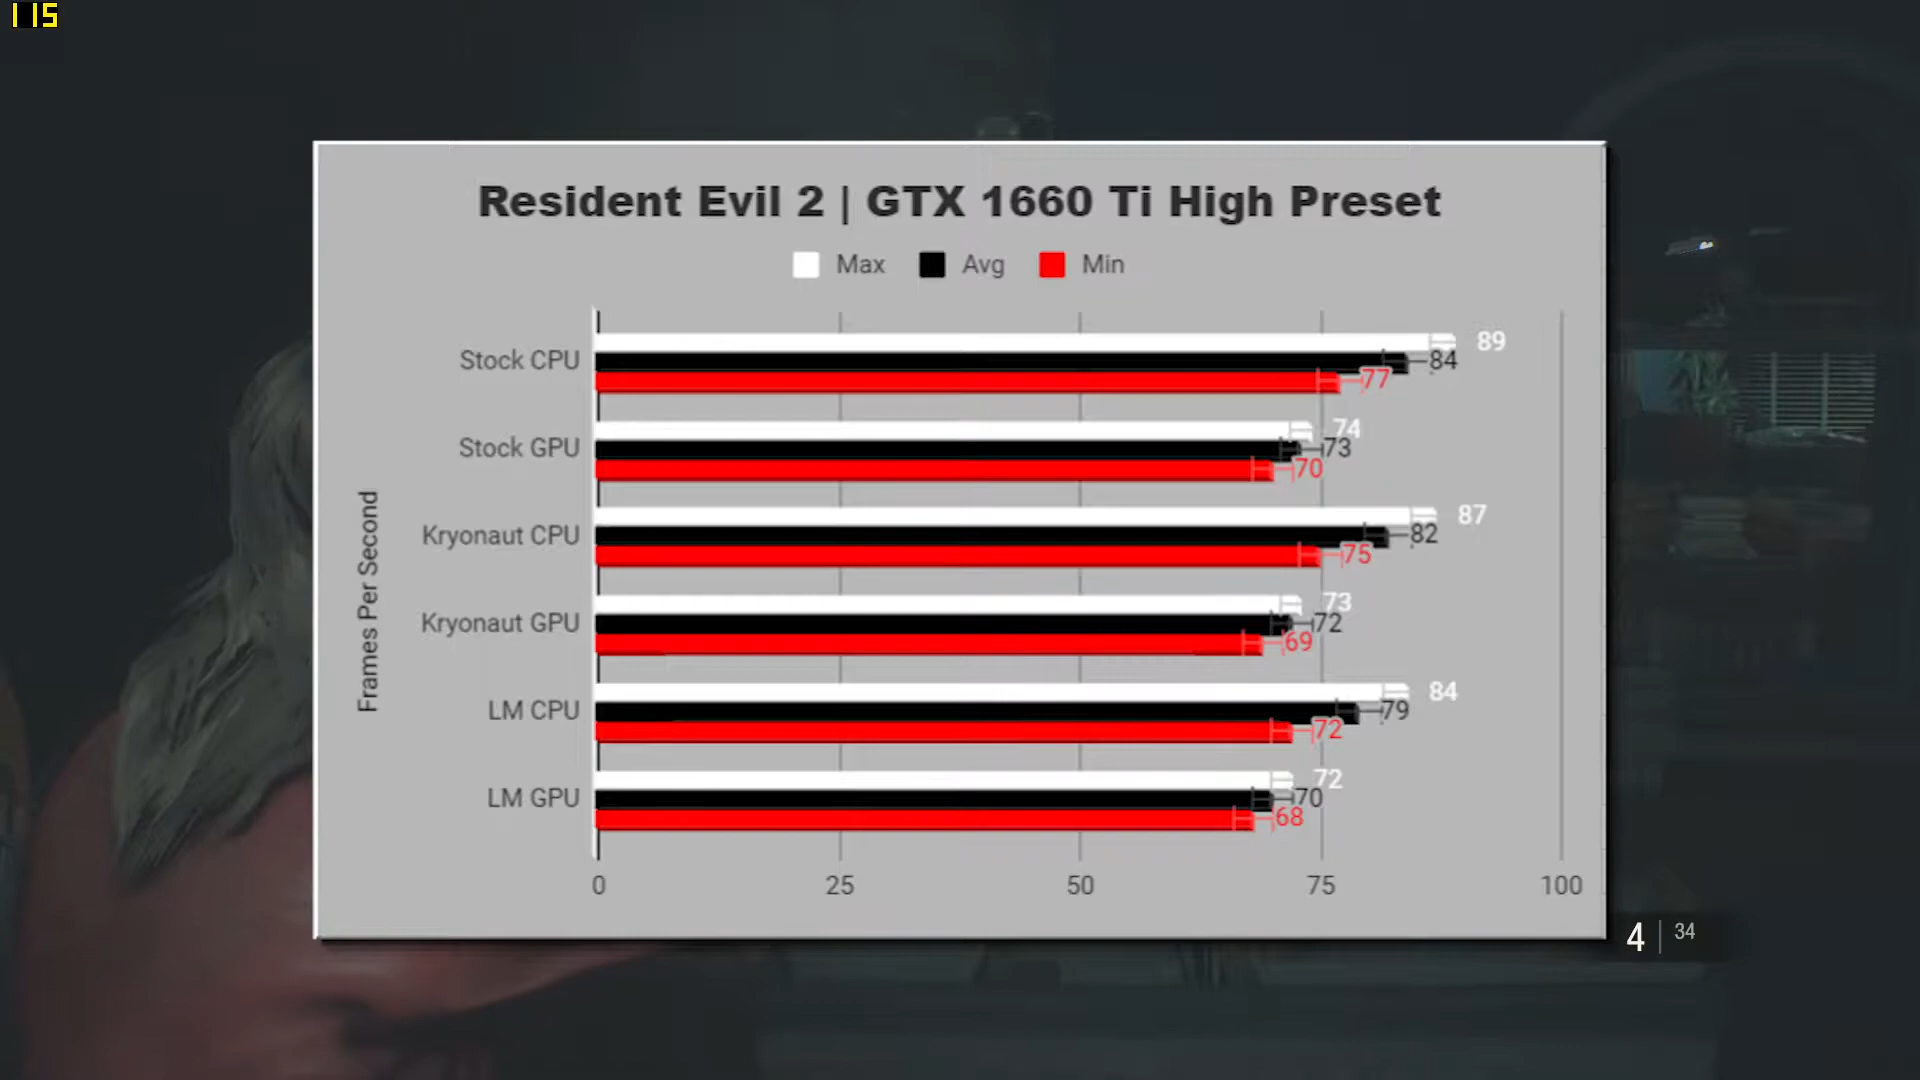 115
Resident Evil 2 | GTX 1660 Ti High Preset
Max Avg Min
Frames Per Second
Stock CPU 89 84 77
Stock GPU 74 73 70
Kryonaut CPU 87 82 75
Kryonaut GPU 73 72 69
LM CPU 84 79 72
LM GPU 72 70 68
0 25 50 75 100
4 | 34